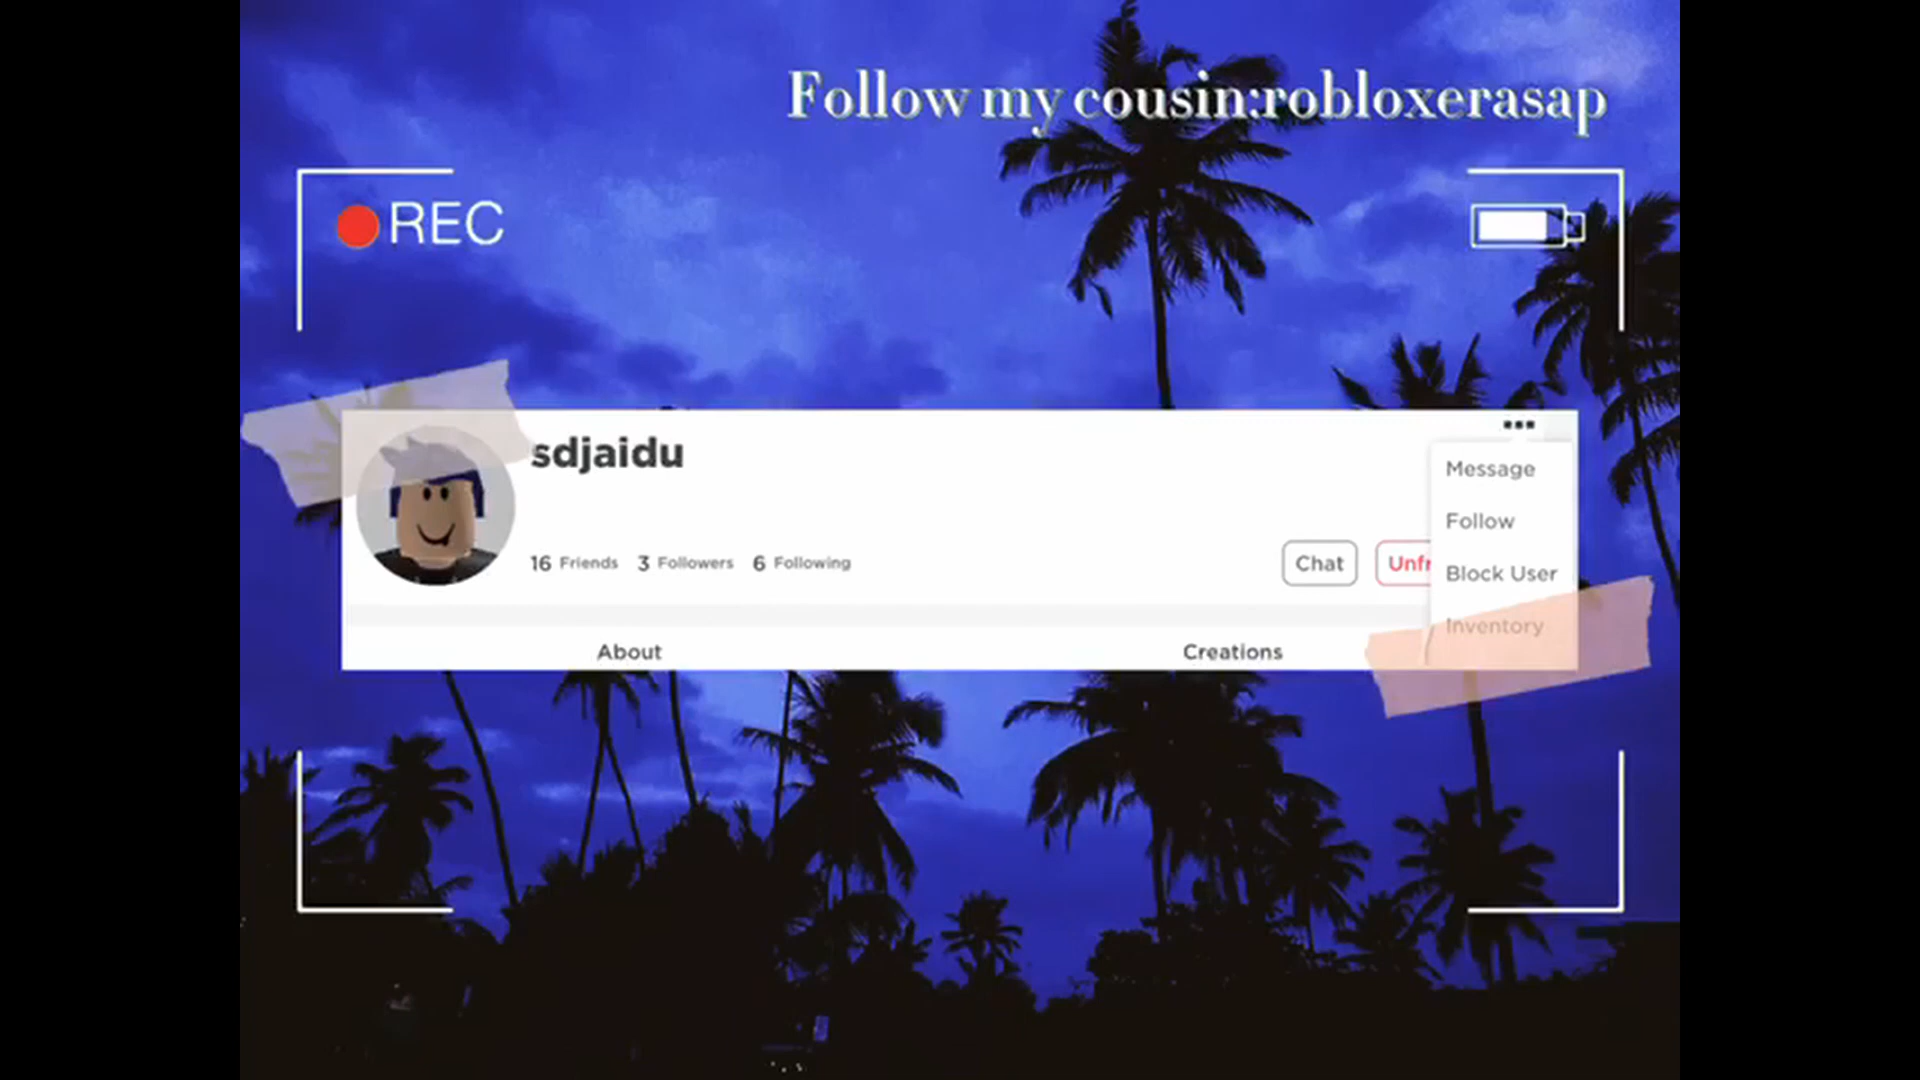 Follow my cousin:robloxerasap
REC
sdjaidu
16 Friends 3 Followers 6 Following
Chat
Unfr
Message
Follow
Block User
Inventory
About
Creations